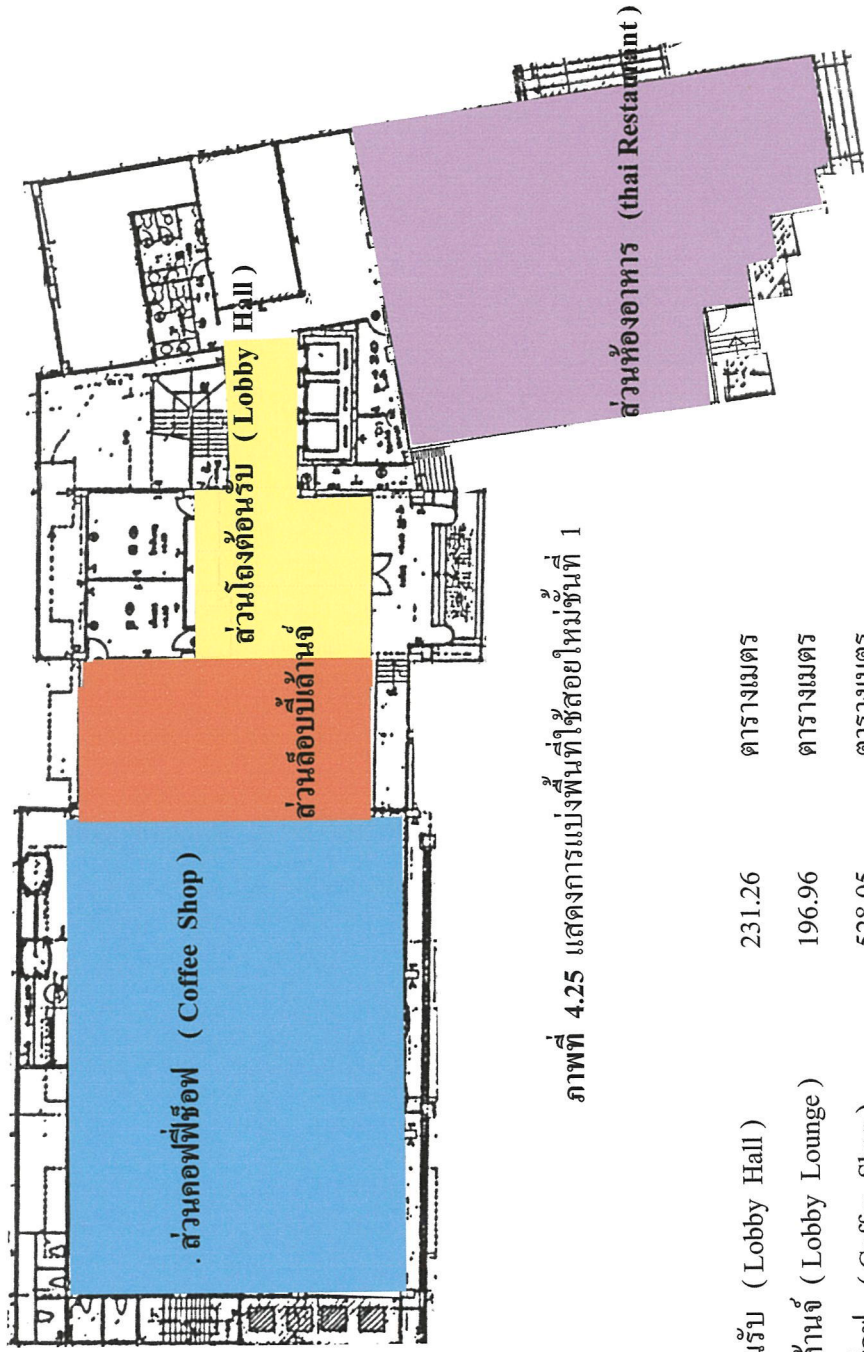 ส่วนห้องอาหาร (thai Restaurant)
ส่วนโถงต้อนรับ ( Lobby Hall )
ส่วนล็อบบี้เล้านจ์
. ส่วนคอฟฟี่ช็อฟ ( Coffee Shop )
ภาพที่ 4.25 แสดงการแบ่งพื้นที่ใช้สอยใหม่ชั้นที่ 1
นรับ ( Lobby Hall ) 231.26 ตารางเมตร
้านจ์ ( Lobby Lounge ) 196.96 ตารางเมตร
( Coffee Shop ) 528.05 ตารางเมตร